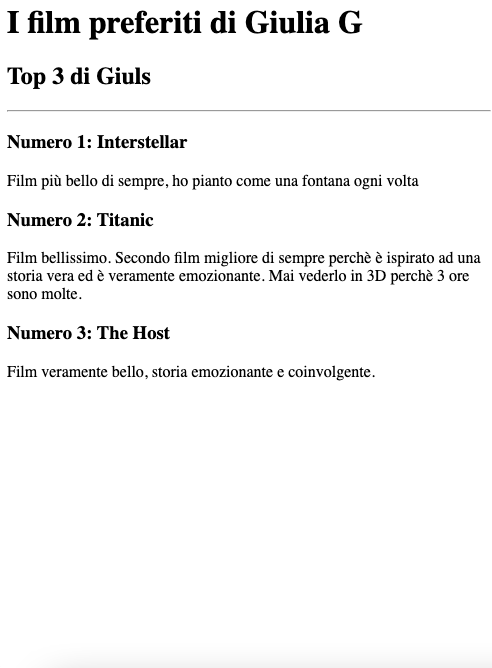 I film preferiti di Giulia G
Top 3 di Giuls
Numero 1: Interstellar
Film più bello di sempre, ho pianto come una fontana ogni volta
Numero 2: Titanic
Film bellissimo. Secondo film migliore di sempre perchè è ispirato ad una
storia vera ed è veramente emozionante. Mai vederlo in 3D perchè 3 ore
sono molte.
Numero 3: The Host
Film veramente bello, storia emozionante e coinvolgente.